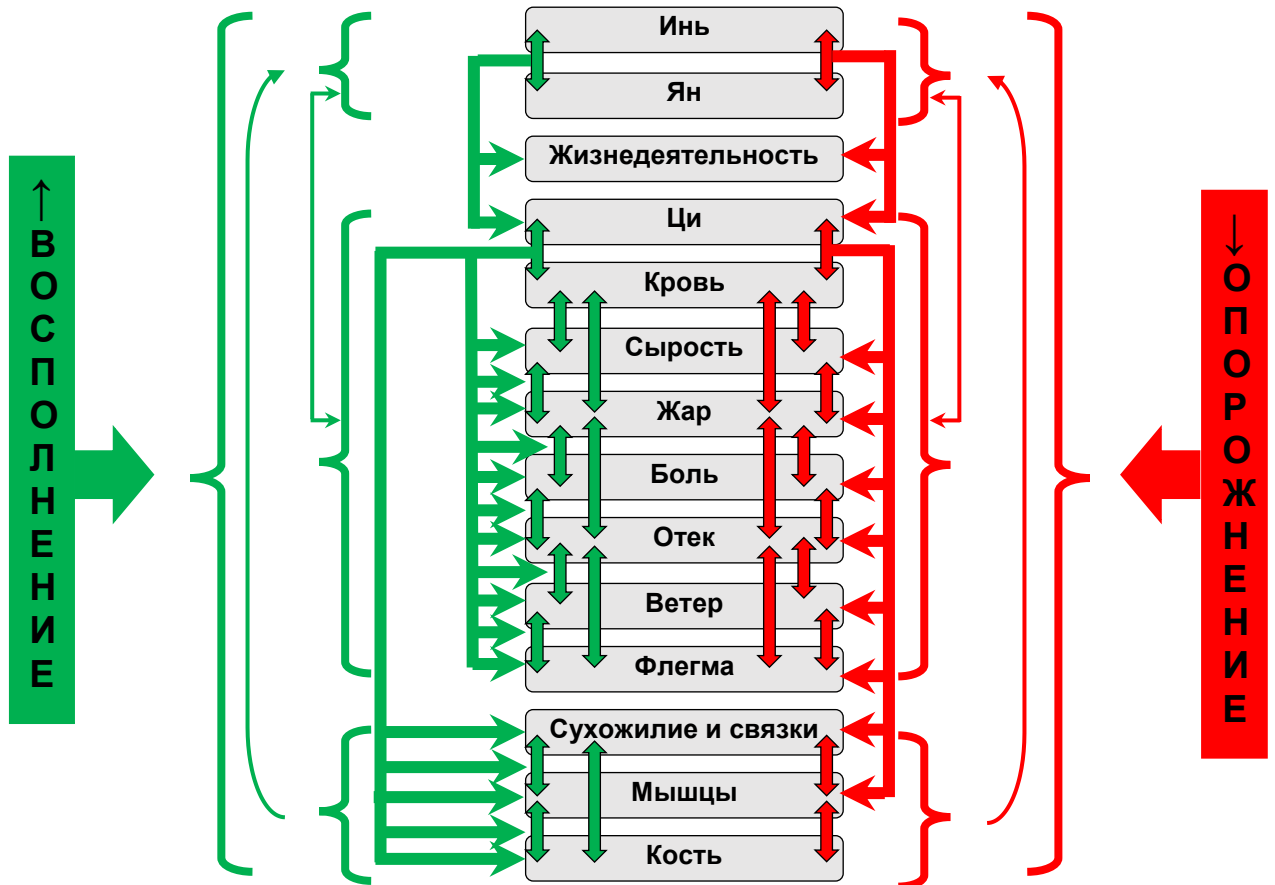 ↑ВОСПОЛНЕНИЕ
Инь
Ян
Жизнедеятельность
Ци
Кровь
Сырость
Жар
Боль
Отек
Ветер
Флегма
Сухожилие и связки
Мышцы
Кость
↓ОПОРОЖНЕНИЕ